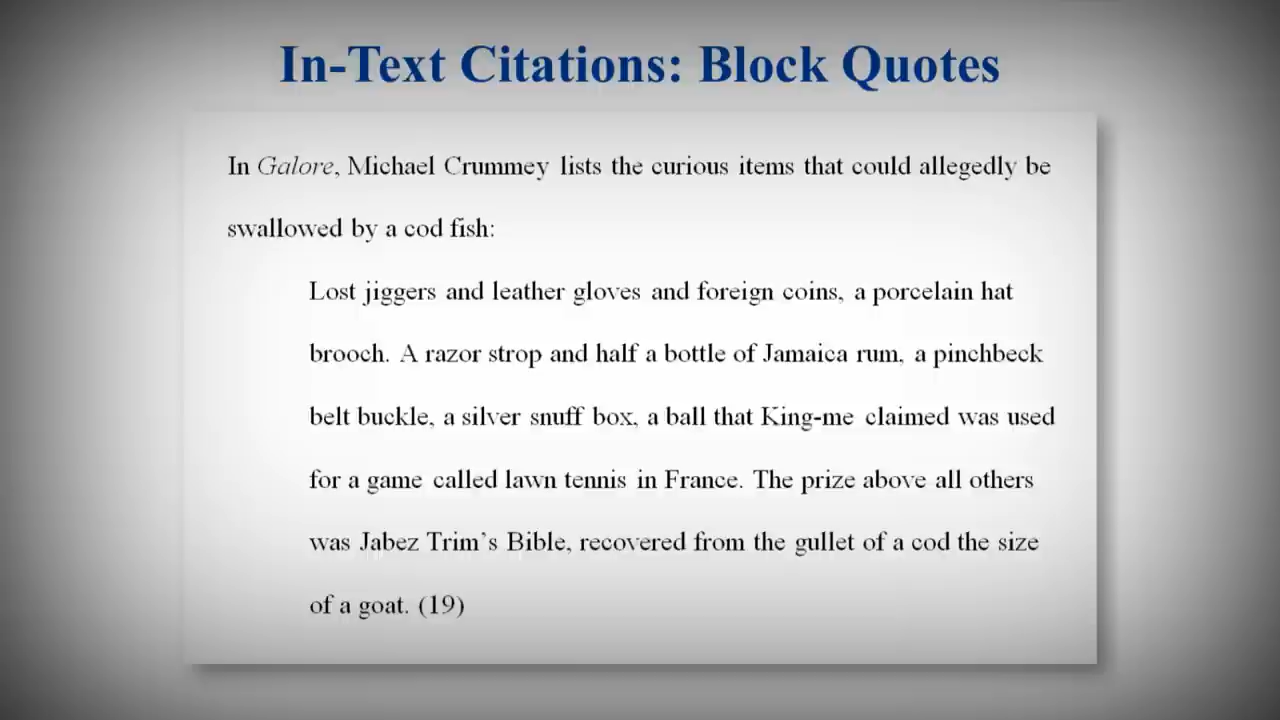 In-Text Citations: Block Quotes
In Galore, Michael Crummey lists the curious items that could allegedly be
swallowed by a cod fish:
Lost jiggers and leather gloves and foreign coins, a porcelain hat
brooch. A razor strop and half a bottle of Jamaica rum, a pinchbeck
belt buckle, a silver snuff box, a ball that King-me claimed was used
for a game called lawn tennis in France. The prize above all others
was Jabez Trim’s Bible, recovered from the gullet of a cod the size
of a goat. (19)